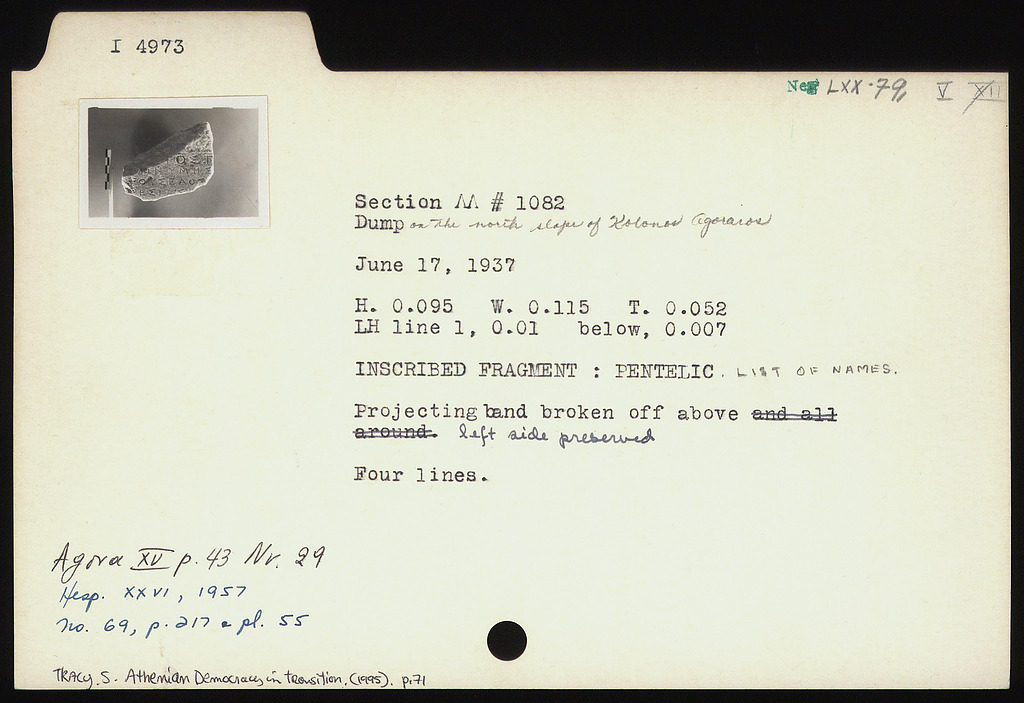 I 4973
Neg LXX·79, V XII
Section ΛΛ # 1082
Dump on the north slope of Kolonos Agoraios
June 17, 1937
H. 0.095 W. 0.115 T. 0.052
LH line 1, 0.01 below, 0.007
INSCRIBED FRAGMENT : PENTELIC. LIST OF NAMES.
Projecting band broken off above and all
around. left side preserved
Four lines.
Agora XV p. 43 Nr. 29
Hesp. XXVI, 1957
no. 69, p. 217 & pl. 55
TRACY. S. Athenian Democracy in transition. (1995). p.71